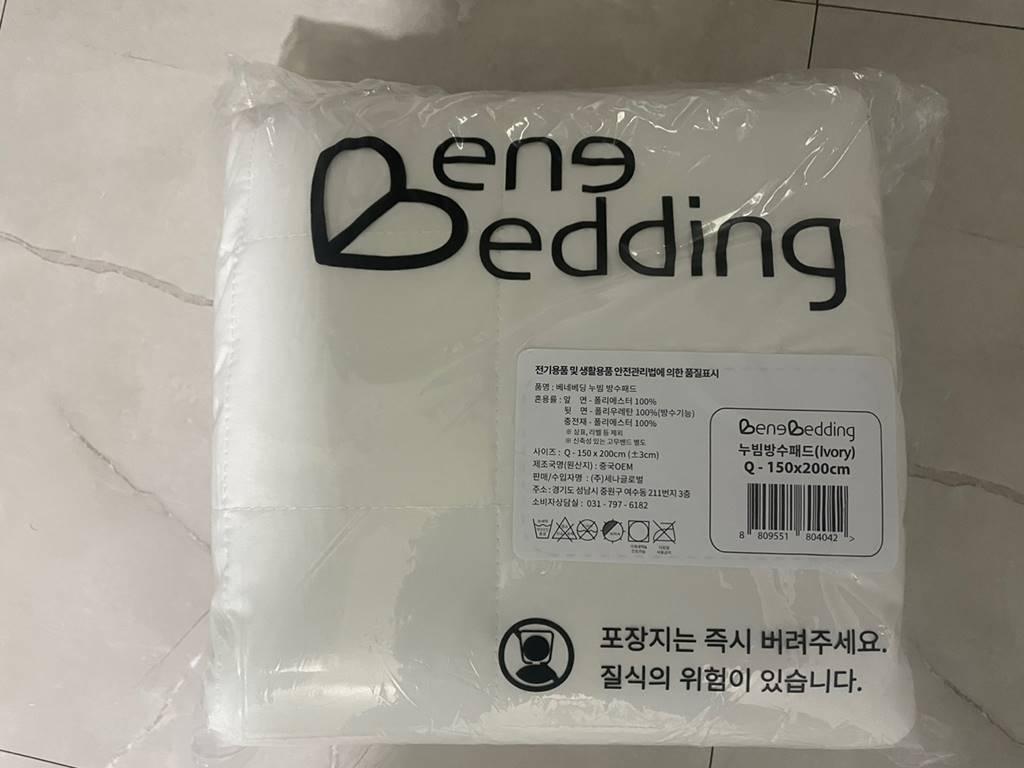 Bene
Bedding
전기용품 및 생활용품 안전관리법에 의한 품질표시
품명 : 베네베딩 누빔 방수패드
혼용률 : 앞 면 - 폴리에스터 100%
뒷 면 - 폴리우레탄 100%(방수기능)
충전재 - 폴리에스터 100%
※ 상표, 라벨 등 제외
※ 신축성 있는 고무밴드 별도
사이즈 : Q - 150 x 200cm (±3cm)
제조국명(원산지) : 중국OEM
판매/수입자명 : (주)세나글로벌
주소 : 경기도 성남시 중원구 여수동 211번지 3층
소비자상담실 : 031 - 797 - 6182
BeneBedding
누빔방수패드(Ivory)
Q - 150x200cm
8 809551 804042 >
포장지는 즉시 버려주세요.
질식의 위험이 있습니다.